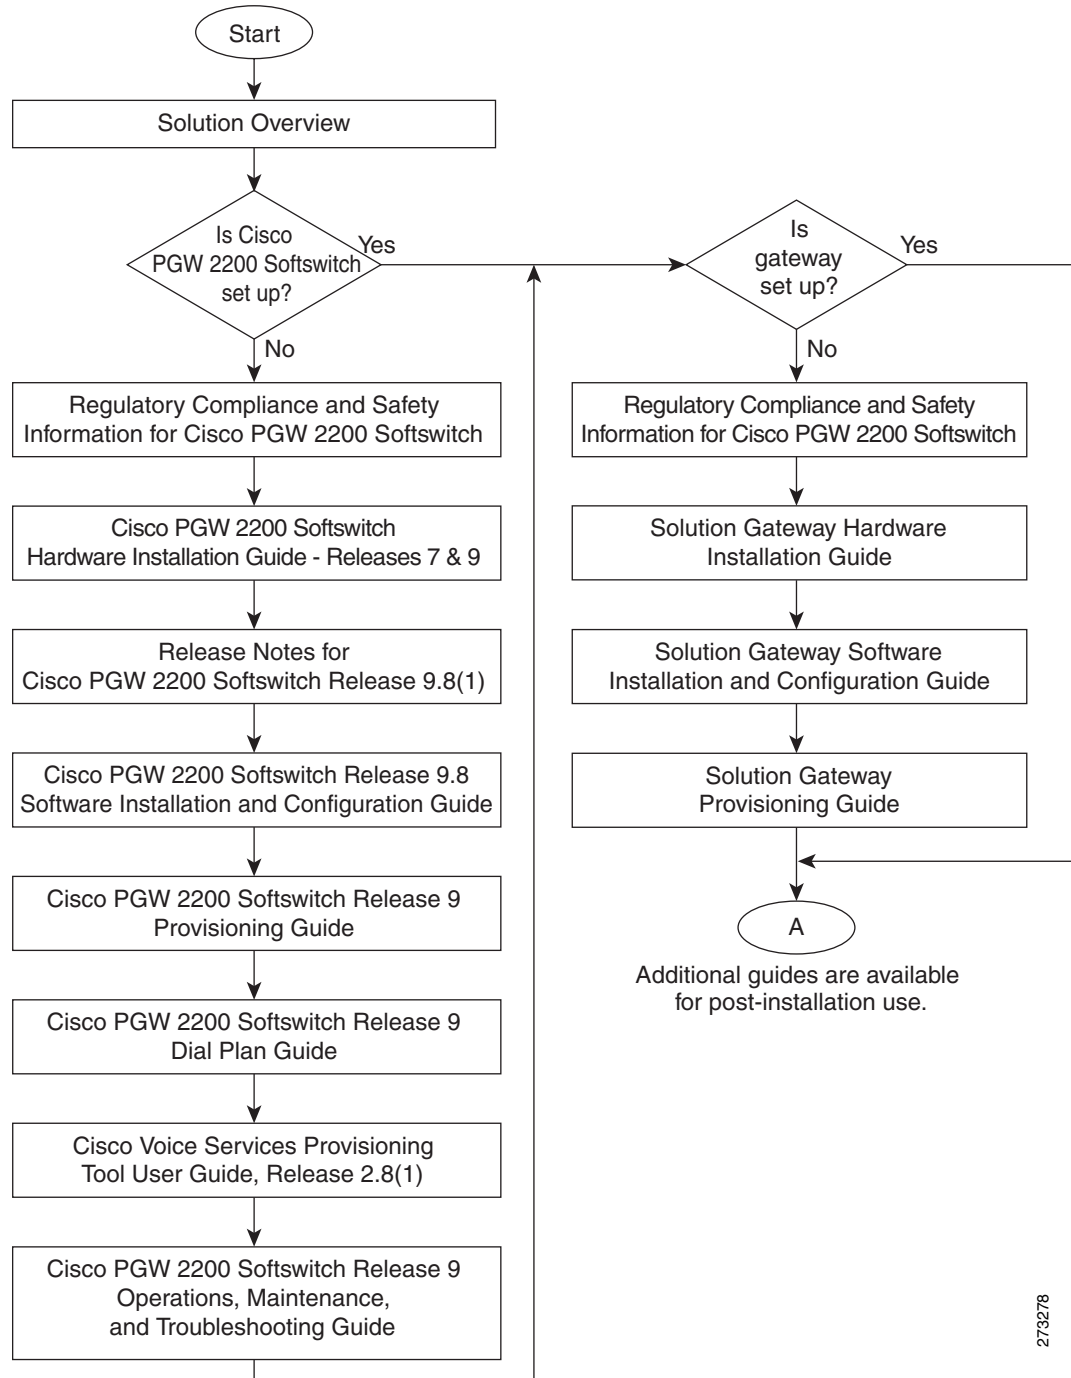 Start
Solution Overview
Is Cisco
PGW 2200 Softswitch
set up?
Yes
No
Regulatory Compliance and Safety
Information for Cisco PGW 2200 Softswitch
Cisco PGW 2200 Softswitch
Hardware Installation Guide - Releases 7 & 9
Release Notes for
Cisco PGW 2200 Softswitch Release 9.8(1)
Cisco PGW 2200 Softswitch Release 9.8
Software Installation and Configuration Guide
Cisco PGW 2200 Softswitch Release 9
Provisioning Guide
Cisco PGW 2200 Softswitch Release 9
Dial Plan Guide
Cisco Voice Services Provisioning
Tool User Guide, Release 2.8(1)
Cisco PGW 2200 Softswitch Release 9
Operations, Maintenance,
and Troubleshooting Guide
Is
gateway
set up?
Yes
No
Regulatory Compliance and Safety
Information for Cisco PGW 2200 Softswitch
Solution Gateway Hardware
Installation Guide
Solution Gateway Software
Installation and Configuration Guide
Solution Gateway
Provisioning Guide
A
Additional guides are available
for post-installation use.
273278